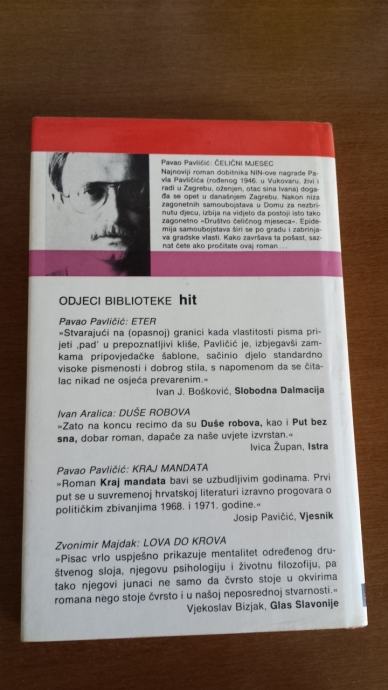 Pavao Pavličić: ČELIČNI MJESEC
Najnoviji roman dobitnika NIN-ove nagrade Pa-
vla Pavličića (rođenog 1946. u Vukovaru, živi i
radi u Zagrebu, oženjen, otac sina Ivana) doga-
đa se opet u današnjem Zagrebu. Nakon niza
zagonetnih samoubojstava u Domu za nezbri-
nutu djecu, izbija na vidjelo da postoji isto tako
zagonetno »Društvo čeličnog mjeseca«. Epide-
mija samoubojstava širi se po gradu i zabrinja-
va gradske vlasti. Kako završava ta pošast, saz-
nat ćete ako pročitate ovaj roman...
ODJECI BIBLIOTEKE hit
Pavao Pavličić: ETER
»Stvarajući na (opasnoj) granici kada vlastitosti pisma pri-
jeti ,pad' u prepoznatljivi kliše, Pavličić je, izbjegavši zam-
kama pripovjedačke šablone, sačinio djelo standardno
visoke pismenosti i dobrog stila, s napomenom da se čita-
lac nikad ne osjeća prevarenim.«
Ivan J. Bošković, Slobodna Dalmacija
Ivan Aralica: DUŠE ROBOVA
»Zato na koncu recimo da su Duše robova, kao i Put bez
sna, dobar roman, dapače za naše uvjete izvrstan.«
Ivica Župan, Istra
Pavao Pavličić: KRAJ MANDATA
»Roman Kraj mandata bavi se uzbudljivim godinama. Prvi
put se u suvremenoj hrvatskoj literaturi izravno progovara o
političkim zbivanjima 1968. i 1971. godine.«
Josip Pavičić, Vjesnik
Zvonimir Majdak: LOVA DO KROVA
»Pisac vrlo uspješno prikazuje mentalitet određenog dru-
štvenog sloja, njegovu psihologiju i životnu filozofiju, pa
tako njegovi junaci ne samo da čvrsto stoje u okvirima
romana nego stoje čvrsto i u našoj neposrednoj stvarnosti.«
Vjekoslav Bizjak, Glas Slavonije